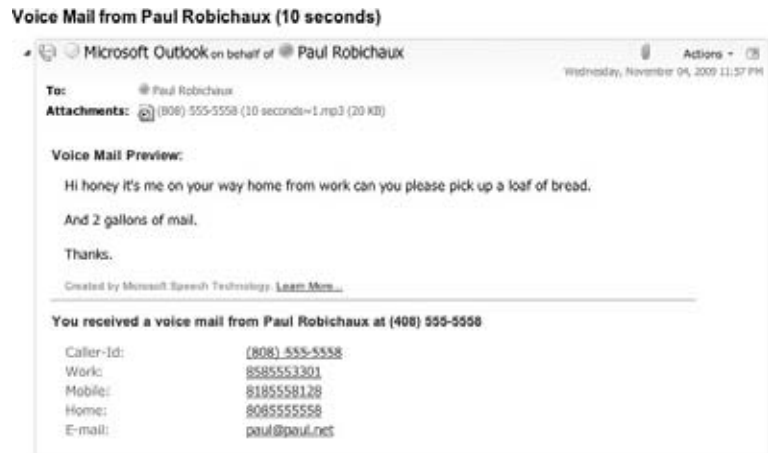 Voice Mail from Paul Robichaux (10 seconds)
Microsoft Outlook on behalf of Paul Robichaux
Actions
Wednesday, November 04, 2009 11:57 PM
To: Paul Robichaux
Attachments: (808) 555-5558 (10 seconds~1.mp3 (20 KB)
Voice Mail Preview:
Hi honey it's me on your way home from work can you please pick up a loaf of bread.
And 2 gallons of mail.
Thanks.
Created by Microsoft Speech Technology. Learn More...
You received a voice mail from Paul Robichaux at (408) 555-5558
Caller-Id: (808) 555-5558
Work: 8585553301
Mobile: 8185558128
Home: 8085555558
E-mail: paul@paul.net